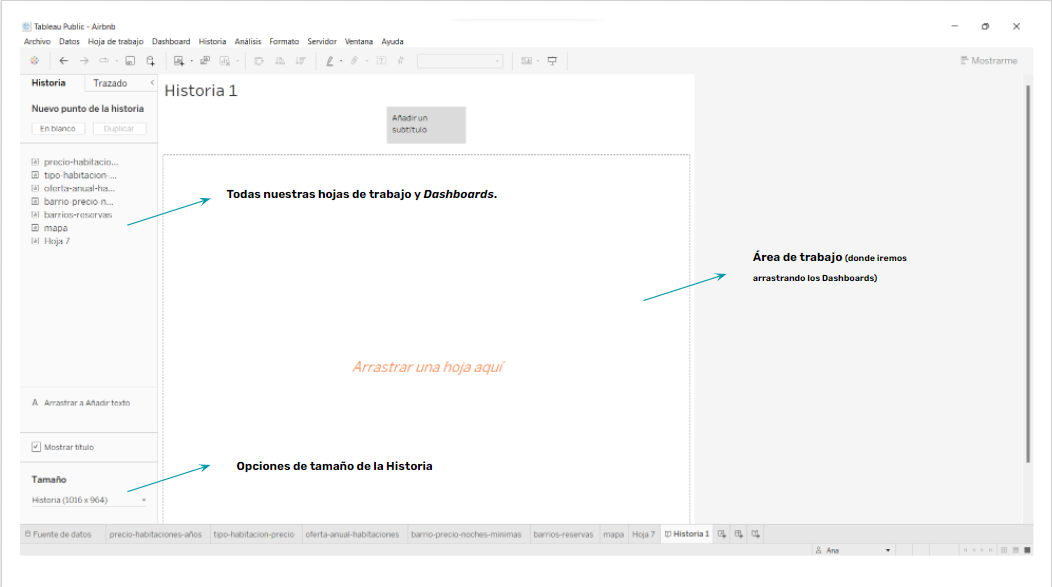 Tableau Public - Airbnb
Archivo Datos Hoja de trabajo Dashboard Historia Análisis Formato Servidor Ventana Ayuda
Mostrarme
Historia Trazado
Historia 1
Nuevo punto de la historia
En blanco Duplicar
Añadir un
subtítulo
precio-habitacio...
tipo-habitacion-...
oferta-anual-ha...
barrio-precio-n...
barrios-reservas
mapa
Hoja 7
Todas nuestras hojas de trabajo y Dashboards.
Área de trabajo (donde iremos
arrastrando los Dashboards)
Arrastrar una hoja aquí
A Arrastrar a Añadir texto
Mostrar título
Opciones de tamaño de la Historia
Tamaño
Historia (1016 x 964)
Fuente de datos precio-habitaciones-años tipo-habitacion-precio oferta-anual-habitaciones barrio-precio-noches-minimas barrios-reservas mapa Hoja 7 Historia 1
Ana